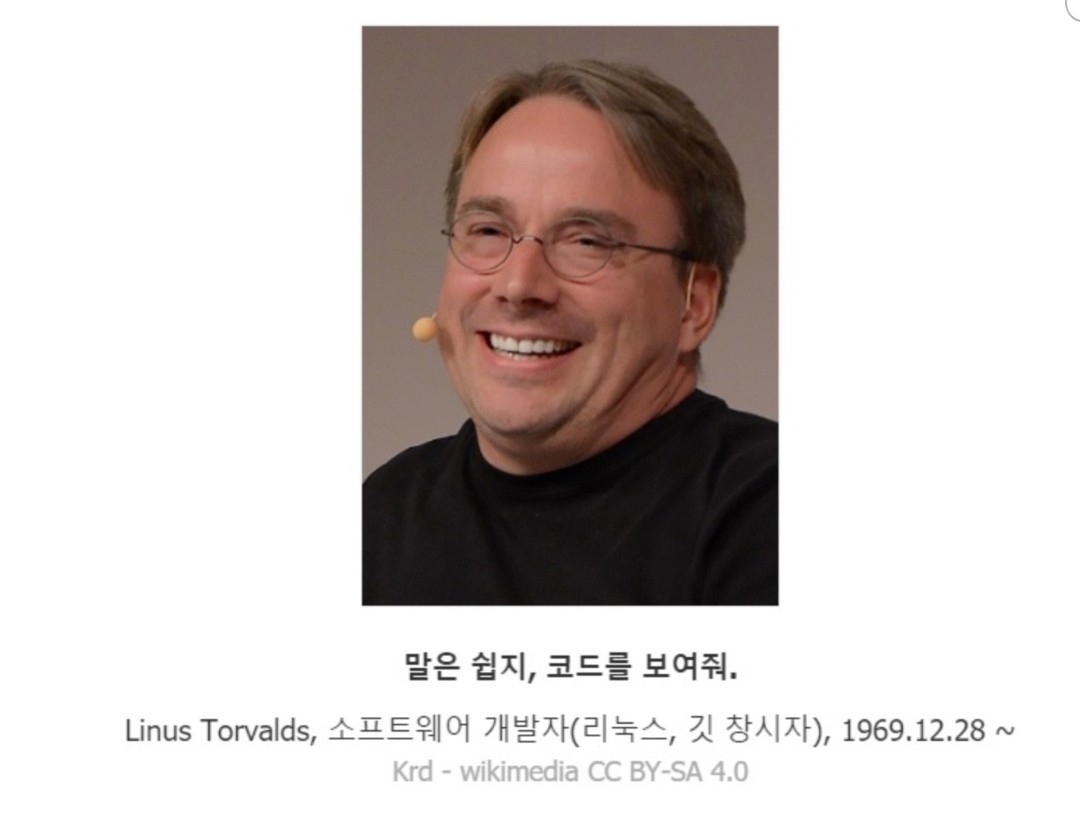 말은 쉽지, 코드를 보여줘.
Linus Torvalds, 소프트웨어 개발자(리눅스, 깃 창시자), 1969.12.28 ~
Krd - wikimedia CC BY-SA 4.0